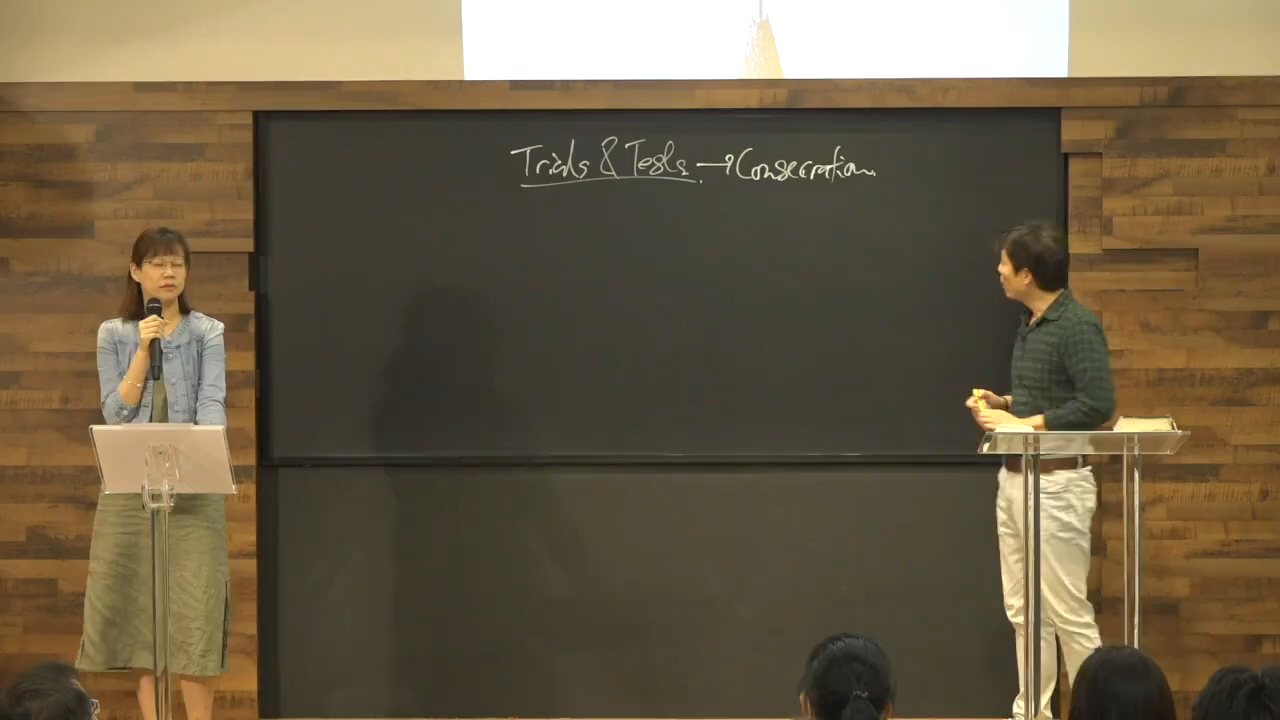 Trials & Tests. → Consecration.